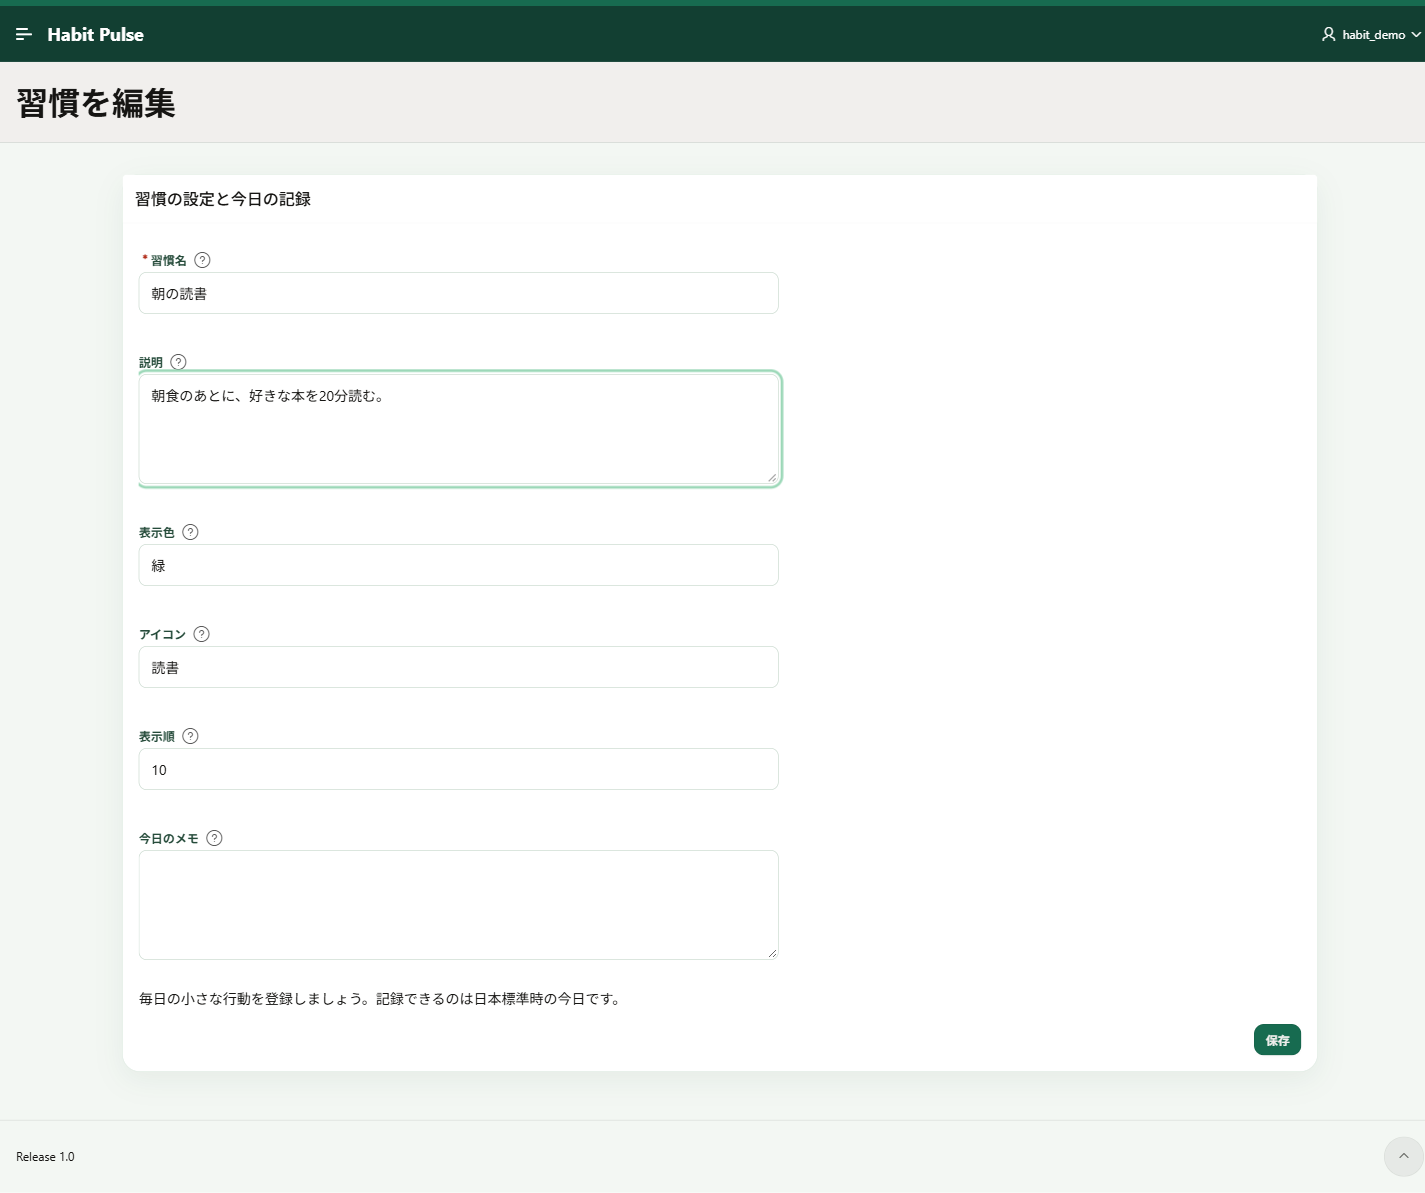 Habit Pulse
habit_demo
習慣を編集
習慣の設定と今日の記録
* 習慣名 ?
朝の読書
説明 ?
朝食のあとに、好きな本を20分読む。
表示色 ?
緑
アイコン ?
読書
表示順 ?
10
今日のメモ ?
毎日の小さな行動を登録しましょう。記録できるのは日本標準時の今日です。
保存
Release 1.0